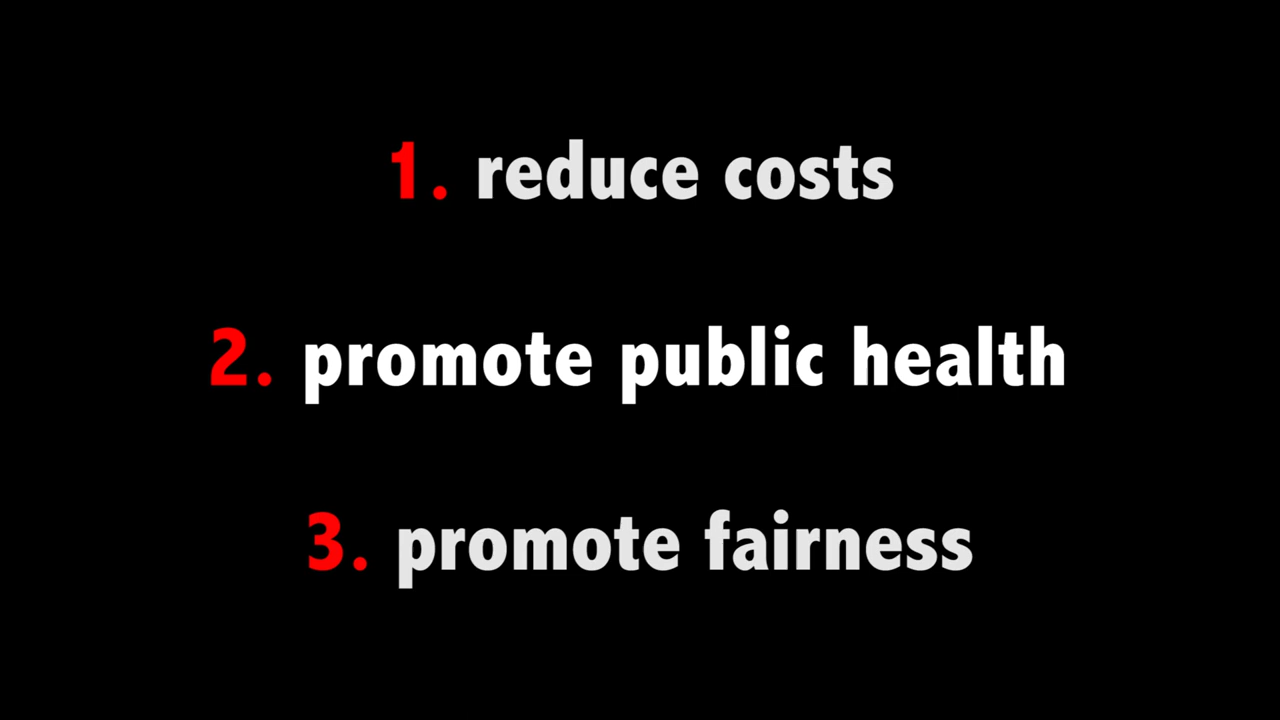 1. reduce costs
2. promote public health
3. promote fairness